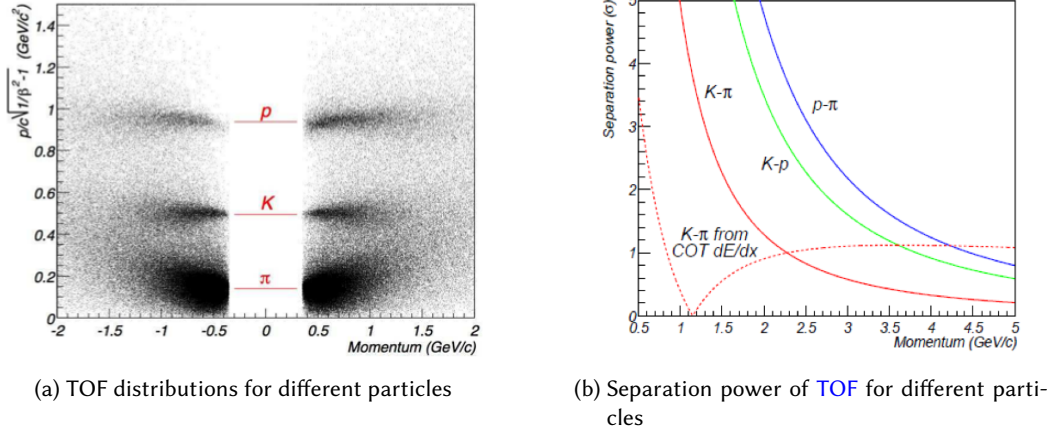 p/c√1/β²-1 (GeV/c²)
1.4
1.2
1
0.8
0.6
0.4
0.2
0
p
K
π
-2 -1.5 -1 -0.5 0 0.5 1 1.5 2
Momentum (GeV/c)
(a) TOF distributions for different particles
Separation power (σ)
5
4
3
2
1
0
K-π
p-π
K-p
K-π from
COT dE/dx
0.5 1 1.5 2 2.5 3 3.5 4 4.5 5
Momentum (GeV/c)
(b) Separation power of TOF for different parti-
cles